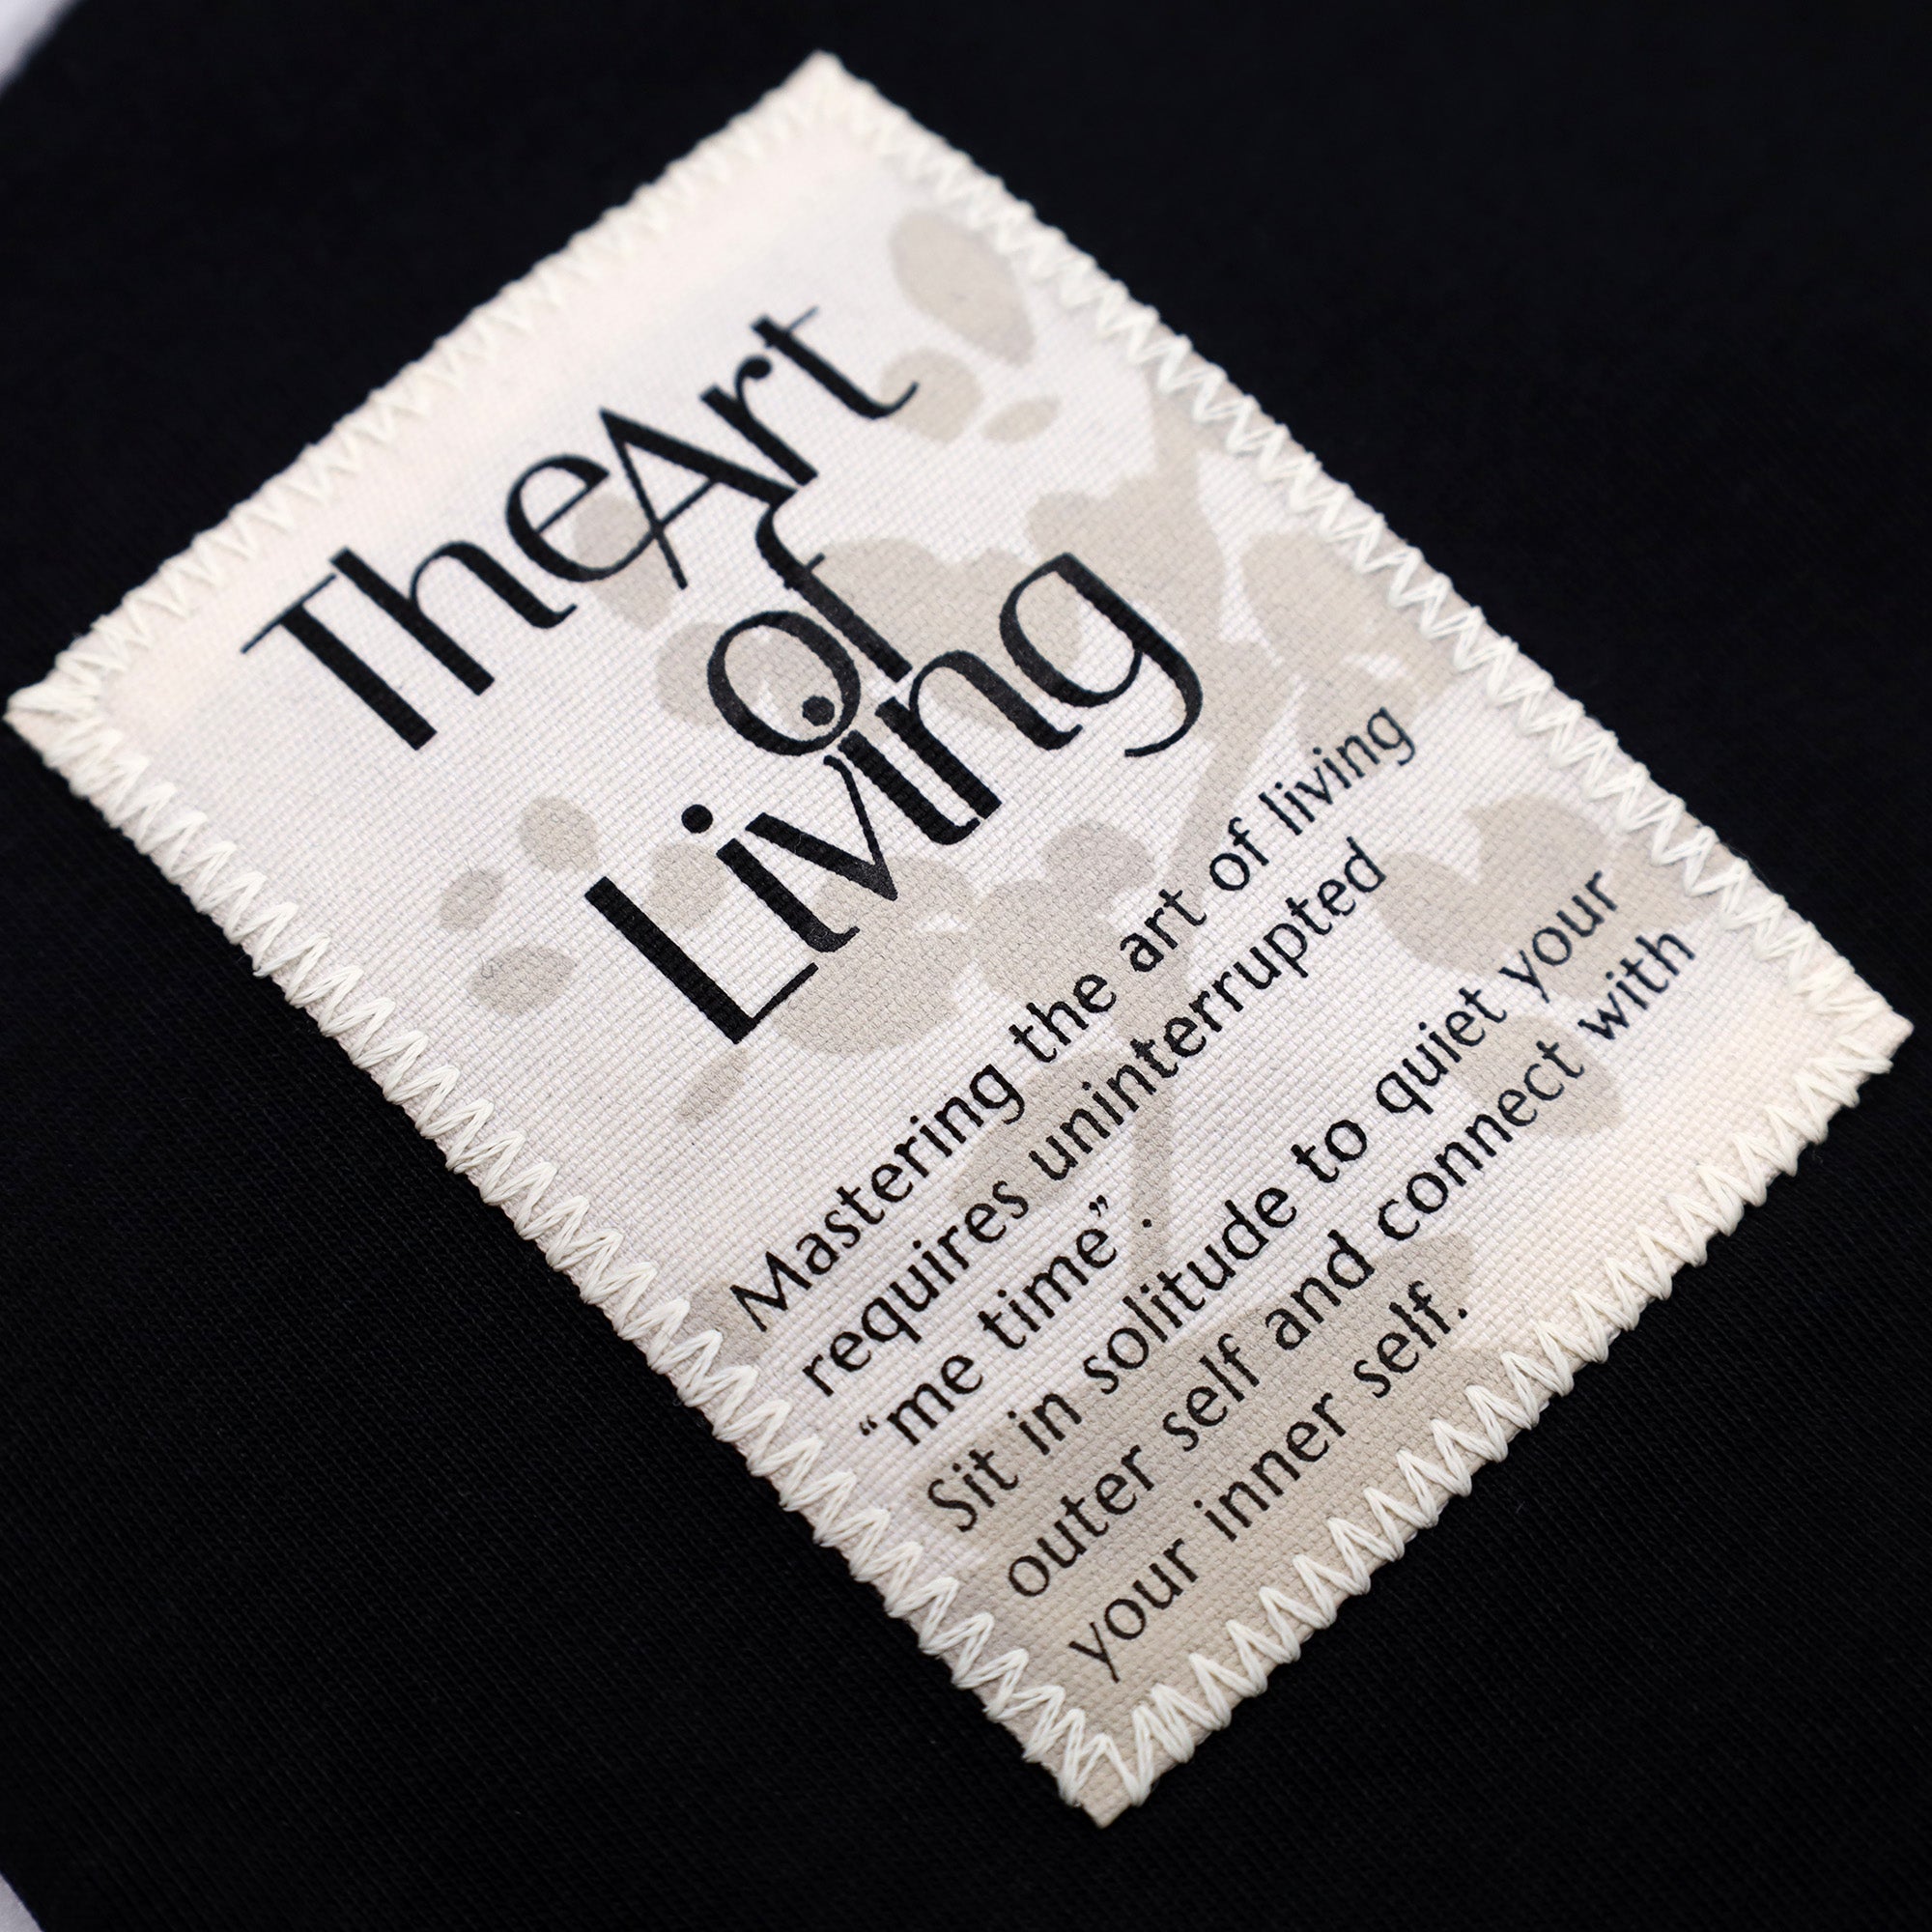 The Art
of
Living
Mastering the art of living
requires uninterrupted
“me time”.
Sit in solitude to quiet your
outer self and connect with
your inner self.